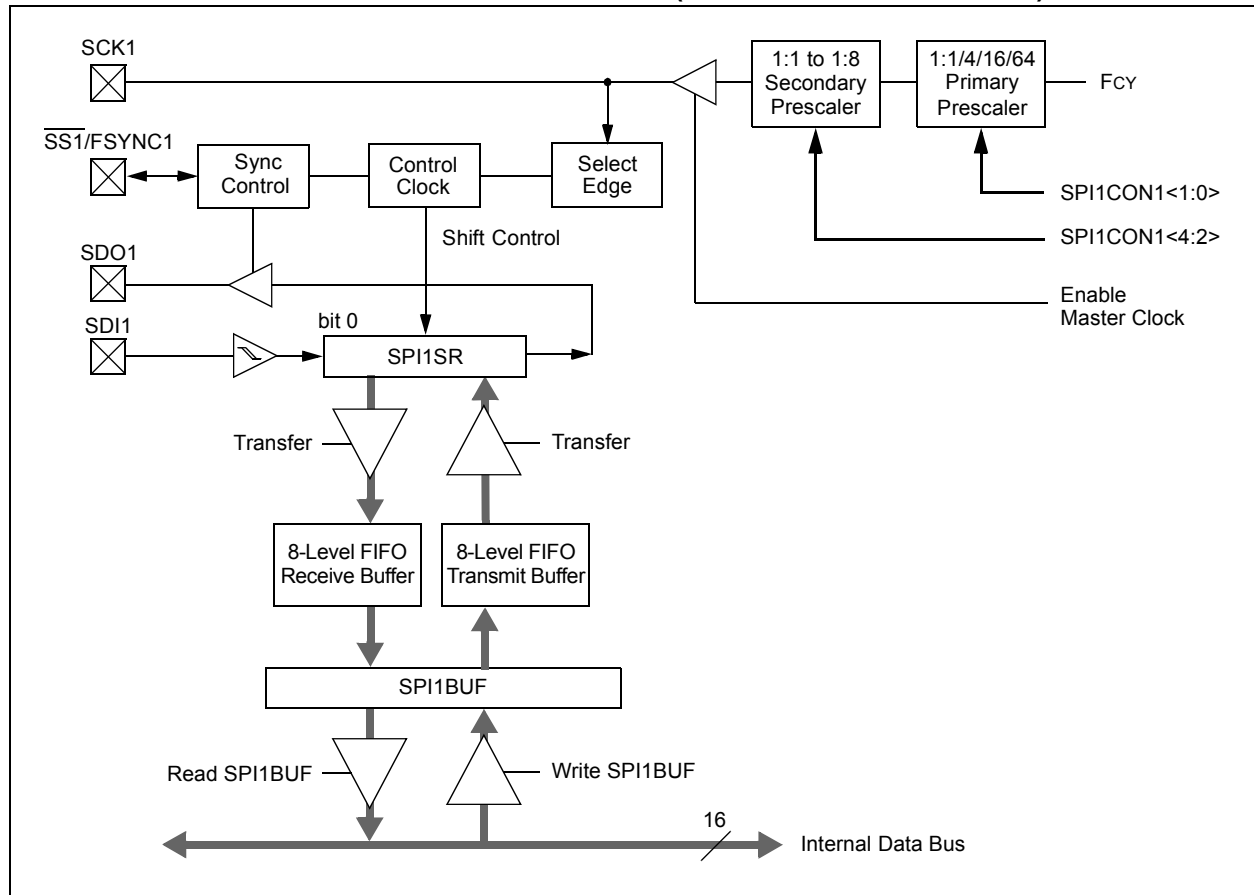 SCK1
1:1 to 1:8
Secondary
Prescaler
1:1/4/16/64
Primary
Prescaler
FCY
SS1/FSYNC1
Sync
Control
Control
Clock
Select
Edge
SPI1CON1<1:0>
SPI1CON1<4:2>
Shift Control
SDO1
Enable
Master Clock
SDI1
bit 0
SPI1SR
Transfer
Transfer
8-Level FIFO
Receive Buffer
8-Level FIFO
Transmit Buffer
SPI1BUF
Read SPI1BUF
Write SPI1BUF
16
Internal Data Bus